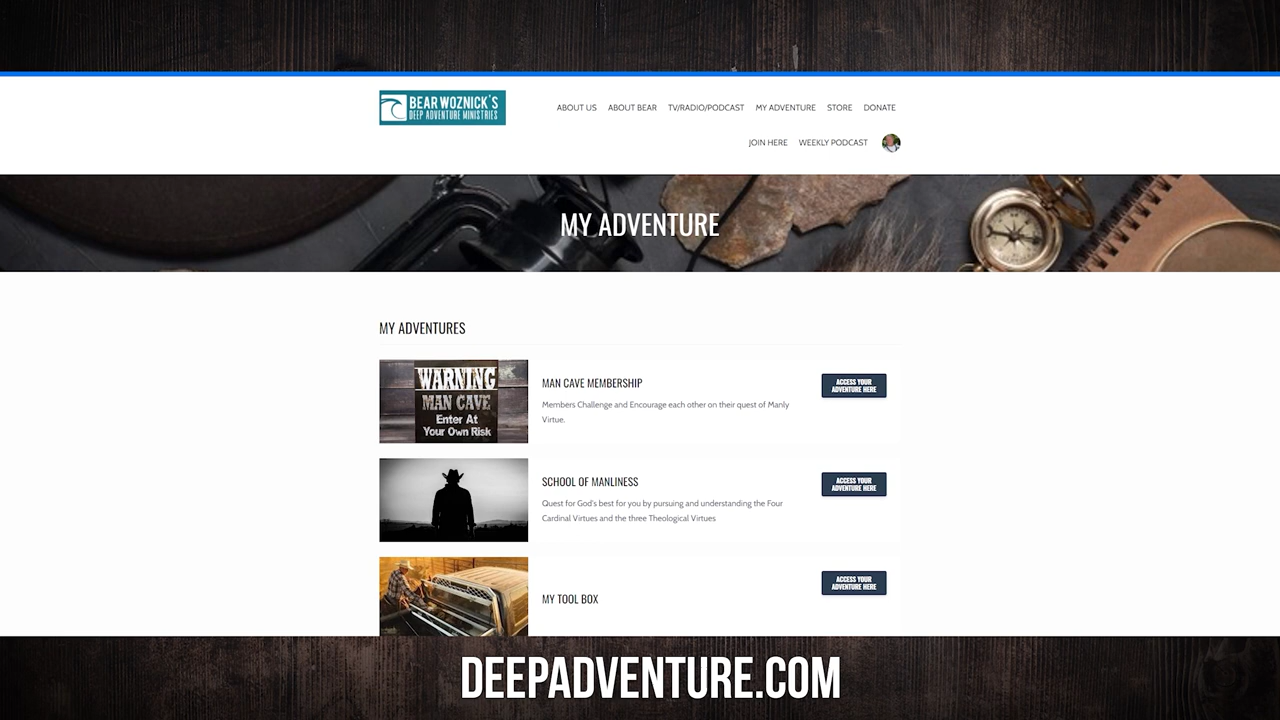 BEAR WOZNICK'S
DEEP ADVENTURE MINISTRIES
ABOUT US ABOUT BEAR TV/RADIO/PODCAST MY ADVENTURE STORE DONATE
JOIN HERE WEEKLY PODCAST
MY ADVENTURE
MY ADVENTURES
WARNING
MAN CAVE
Enter At
Your Own Risk
MAN CAVE MEMBERSHIP
Members Challenge and Encourage each other on their quest of Manly
Virtue.
ACCESS YOUR
ADVENTURE HERE
SCHOOL OF MANLINESS
Quest for God's best for you by pursuing and understanding the Four
Cardinal Virtues and the three Theological Virtues
ACCESS YOUR
ADVENTURE HERE
MY TOOL BOX
ACCESS YOUR
ADVENTURE HERE
DEEPADVENTURE.COM